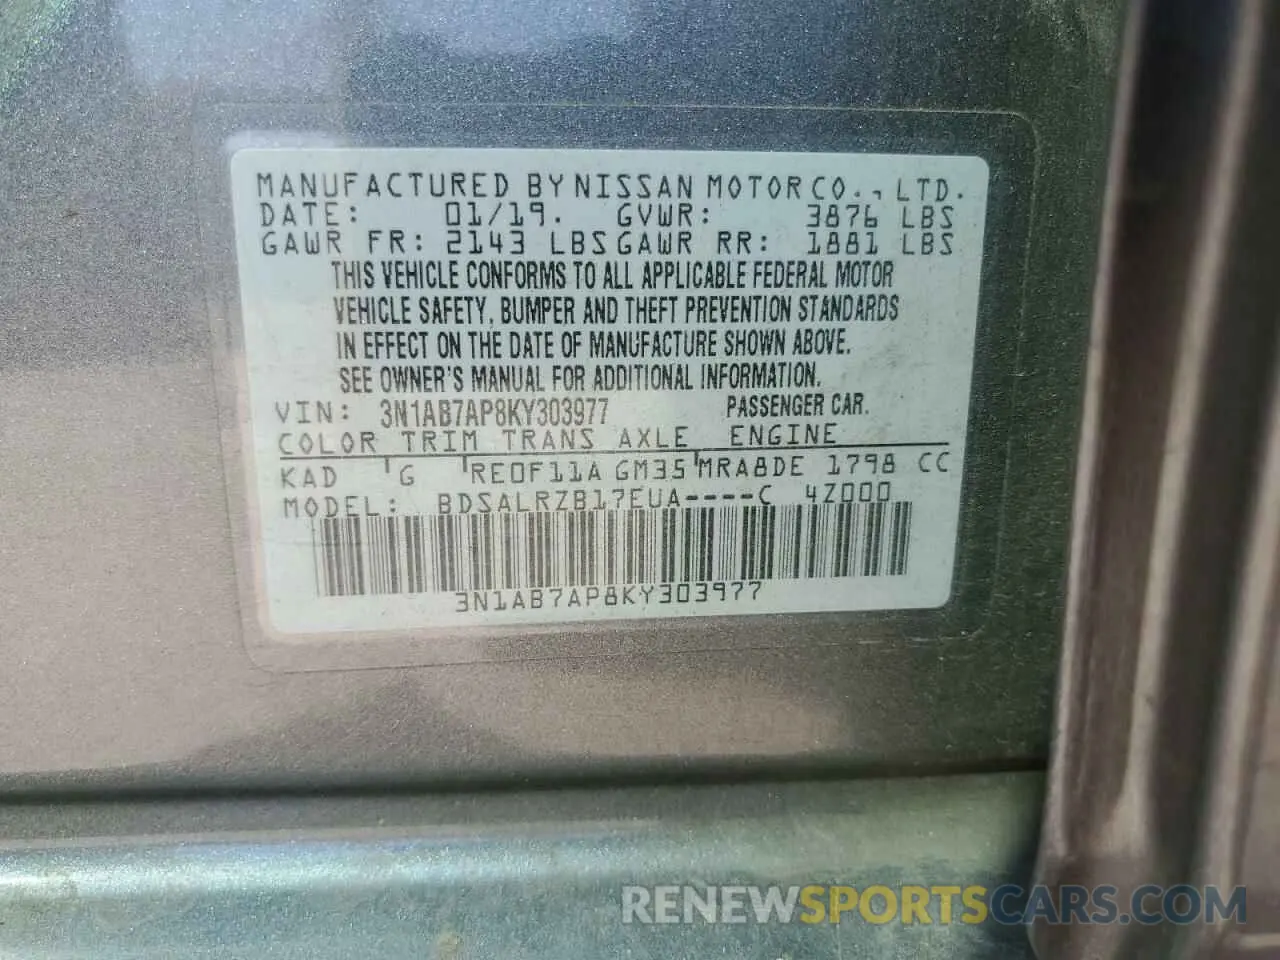 MANUFACTURED BY NISSAN MOTOR CO., LTD.
DATE: 01/19. GVWR: 3876 LBS
GAWR FR: 2143 LBS GAWR RR: 1881 LBS
THIS VEHICLE CONFORMS TO ALL APPLICABLE FEDERAL MOTOR
VEHICLE SAFETY, BUMPER AND THEFT PREVENTION STANDARDS
IN EFFECT ON THE DATE OF MANUFACTURE SHOWN ABOVE.
SEE OWNER'S MANUAL FOR ADDITIONAL INFORMATION.
VIN: 3N1AB7AP8KY303977 PASSENGER CAR.
COLOR TRIM TRANS AXLE ENGINE
KAD G RE0F11A GM35 MRA8DE 1798 CC
MODEL: BDSALRZB17EUA----C 4Z000
3N1AB7AP8KY303977
RENEWSPORTSCARS.COM